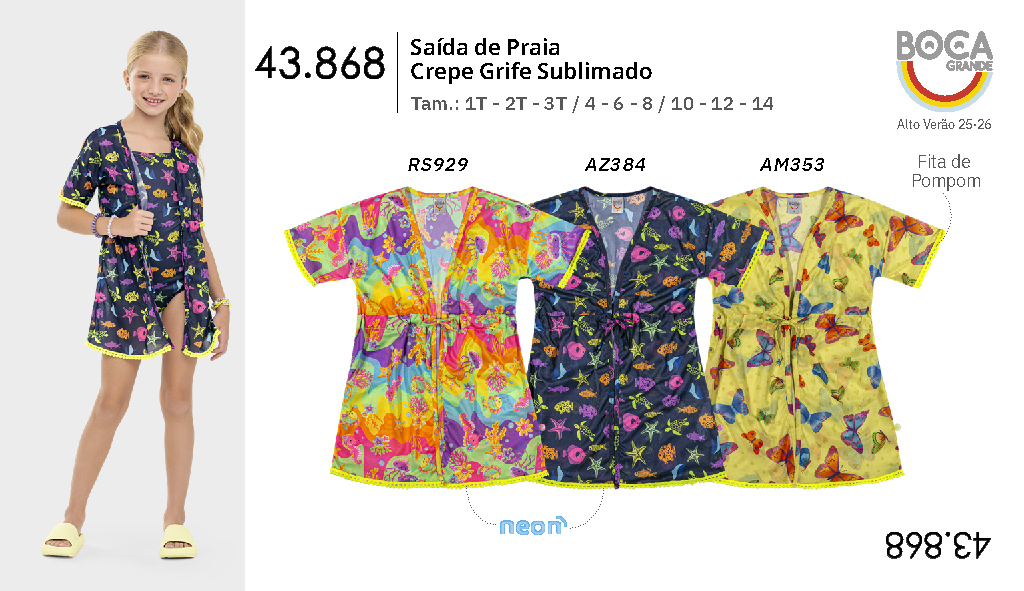 43.868
Saída de Praia
Crepe Grife Sublimado
Tam.: 1T - 2T - 3T / 4 - 6 - 8 / 10 - 12 - 14
BOCA
GRANDE
Alto Verão 25-26
RS929
AZ384
AM353
Fita de
Pompom
neon
43.868